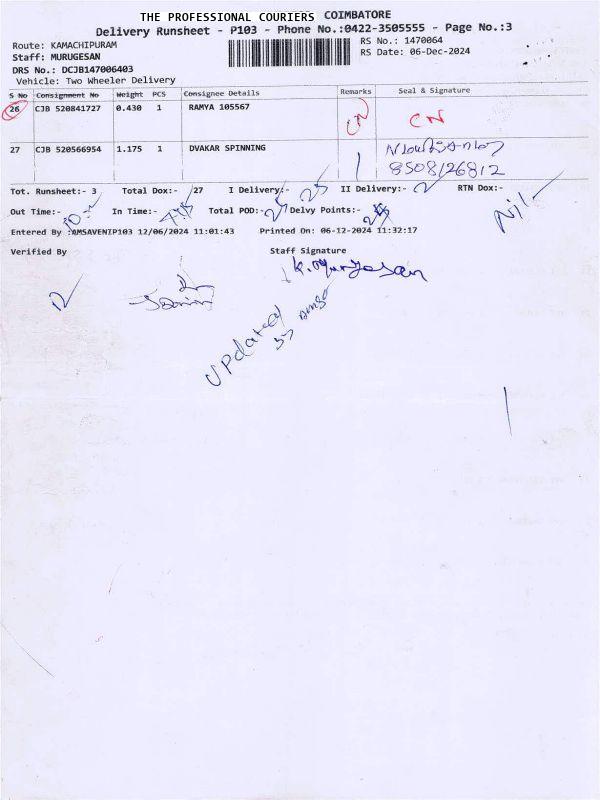 THE PROFESSIONAL COURIERS COIMBATORE
Delivery Runsheet - P103 - Phone No.:0422-3505555 - Page No.:3
Route: KAMACHIPURAM
RS No.: 1470064
Staff: MURUGESAN
RS Date: 06-Dec-2024
DRS No.: DCJB147006403
Vehicle: Two Wheeler Delivery
S No Consignment No Weight PCS Consignee Details Remarks Seal & Signature
26 CJB 520841727 0.430 1 RAMYA 105567 CN CN
27 CJB 520566954 1.175 1 DVAKAR SPINNING
8508126812
Tot. Runsheet:- 3 Total Dox:- 27 I Delivery:- 25 II Delivery:- RTN Dox:- Nil
Out Time:- In Time:- Total POD:- 25 Delvy Points:-
Entered By :AMSAVENIP103 12/06/2024 11:01:43 Printed On: 06-12-2024 11:32:17
Verified By Staff Signature
K. Murugesan
Updated
by